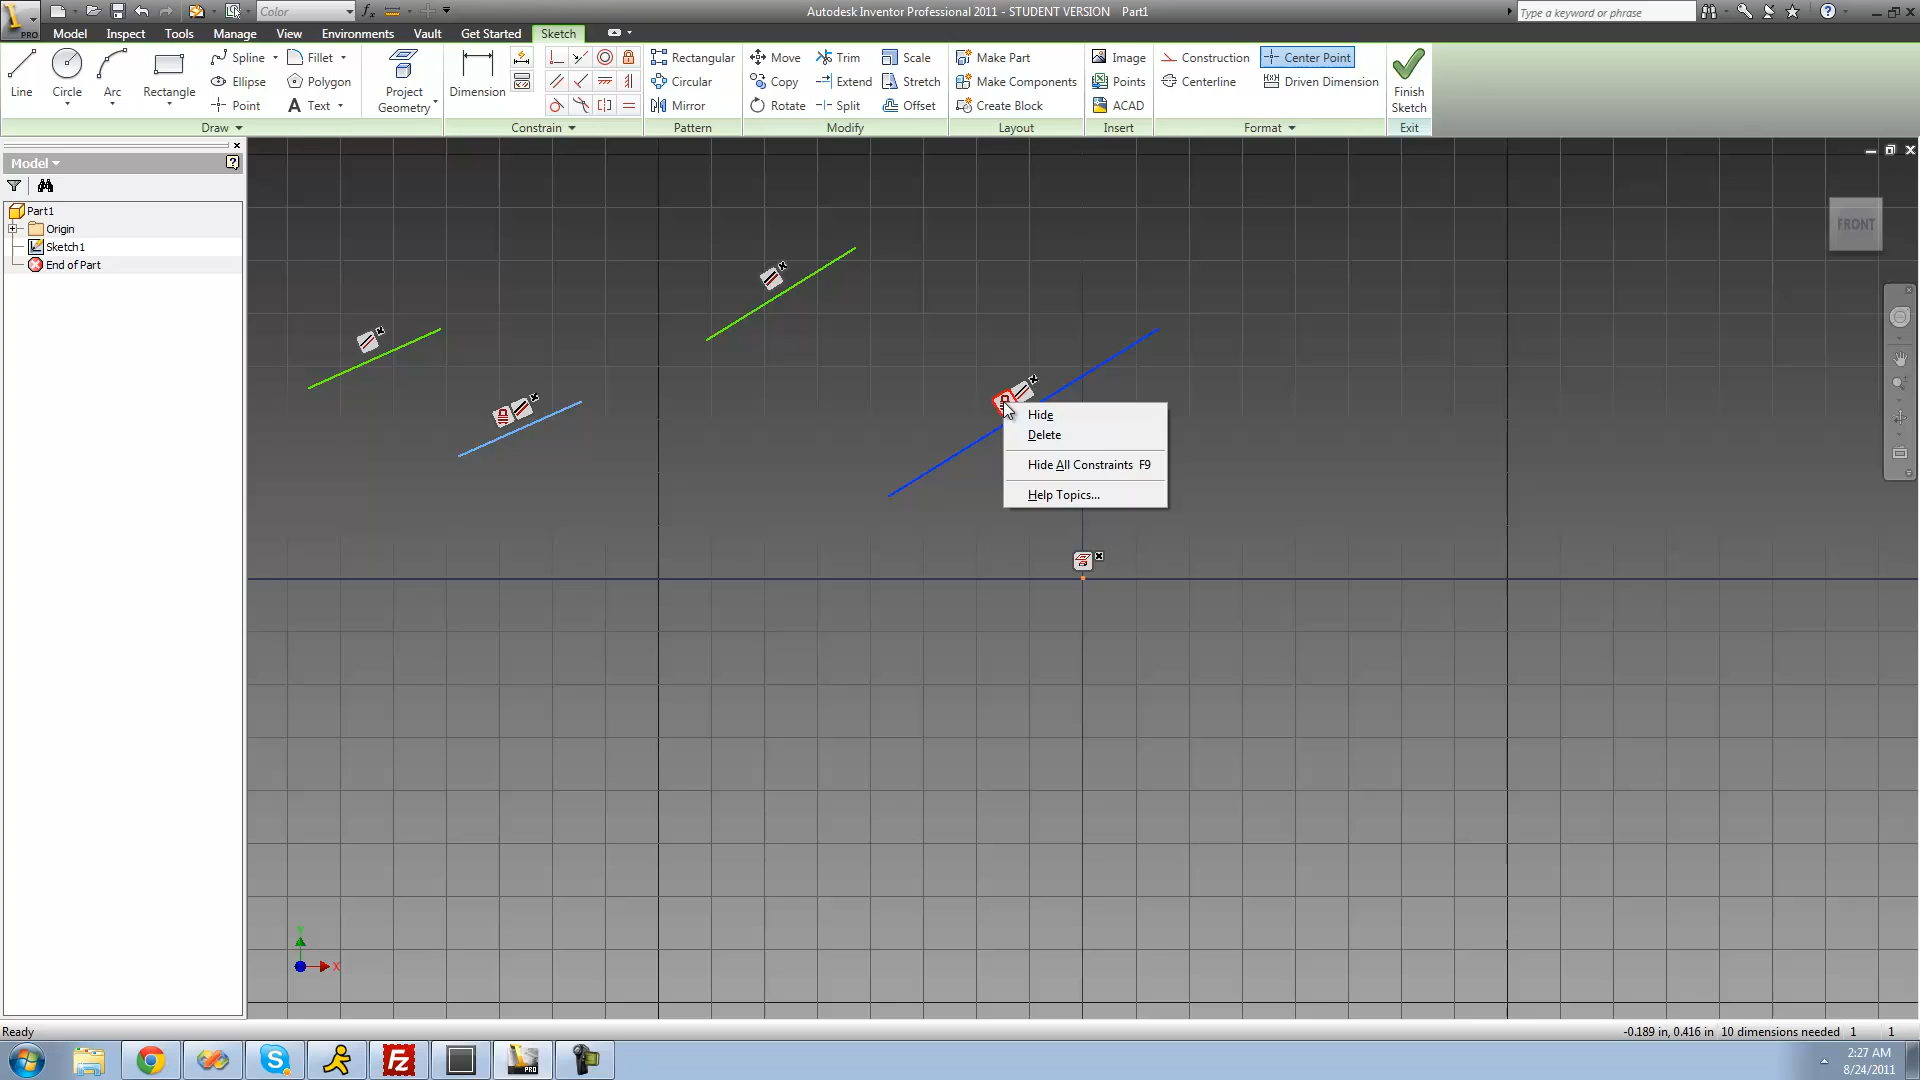 PRO
Color
Autodesk Inventor Professional 2011 - STUDENT VERSION Part1
Type a keyword or phrase
Model Inspect Tools Manage View Environments Vault Get Started Sketch
Line Circle Arc Rectangle
Spline Fillet
Ellipse Polygon
Point Text
Project Geometry
Dimension
Rectangular
Circular
Mirror
Move Trim Scale
Copy Extend Stretch
Rotate Split Offset
Make Part
Make Components
Create Block
Image
Points
ACAD
Construction Center Point
Centerline Driven Dimension
Finish Sketch
Draw Constrain Pattern Modify Layout Insert Format Exit
Model
Part1
Origin
Sketch1
End of Part
FRONT
Hide
Delete
Hide All Constraints F9
Help Topics...
Y
X
Ready
-0.189 in, 0.416 in 10 dimensions needed 1 1
PRO
2:27 AM
8/24/2011